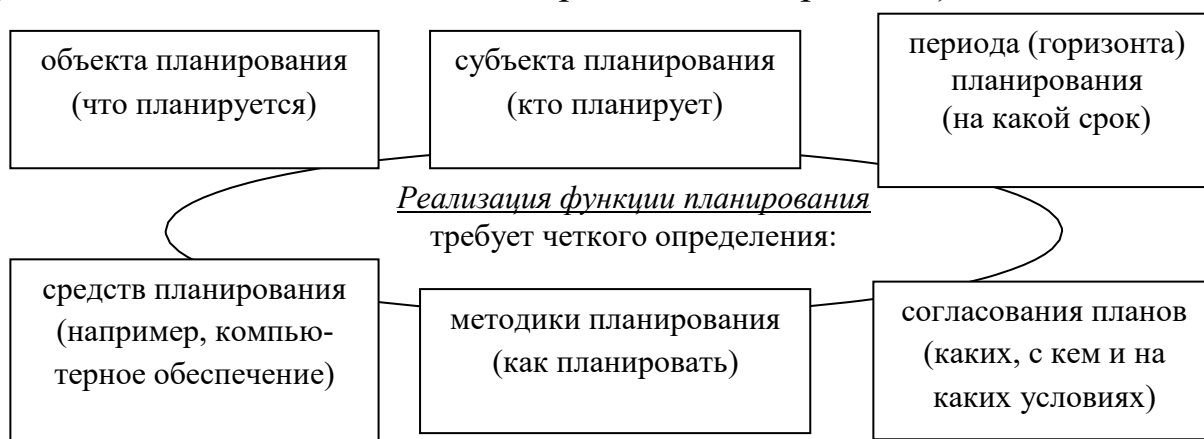 объекта планирования
(что планируется)
субъекта планирования
(кто планирует)
периода (горизонта)
планирования
(на какой срок)
Реализация функции планирования
требует четкого определения:
средств планирования
(например, компью-
терное обеспечение)
методики планирования
(как планировать)
согласования планов
(каких, с кем и на
каких условиях)